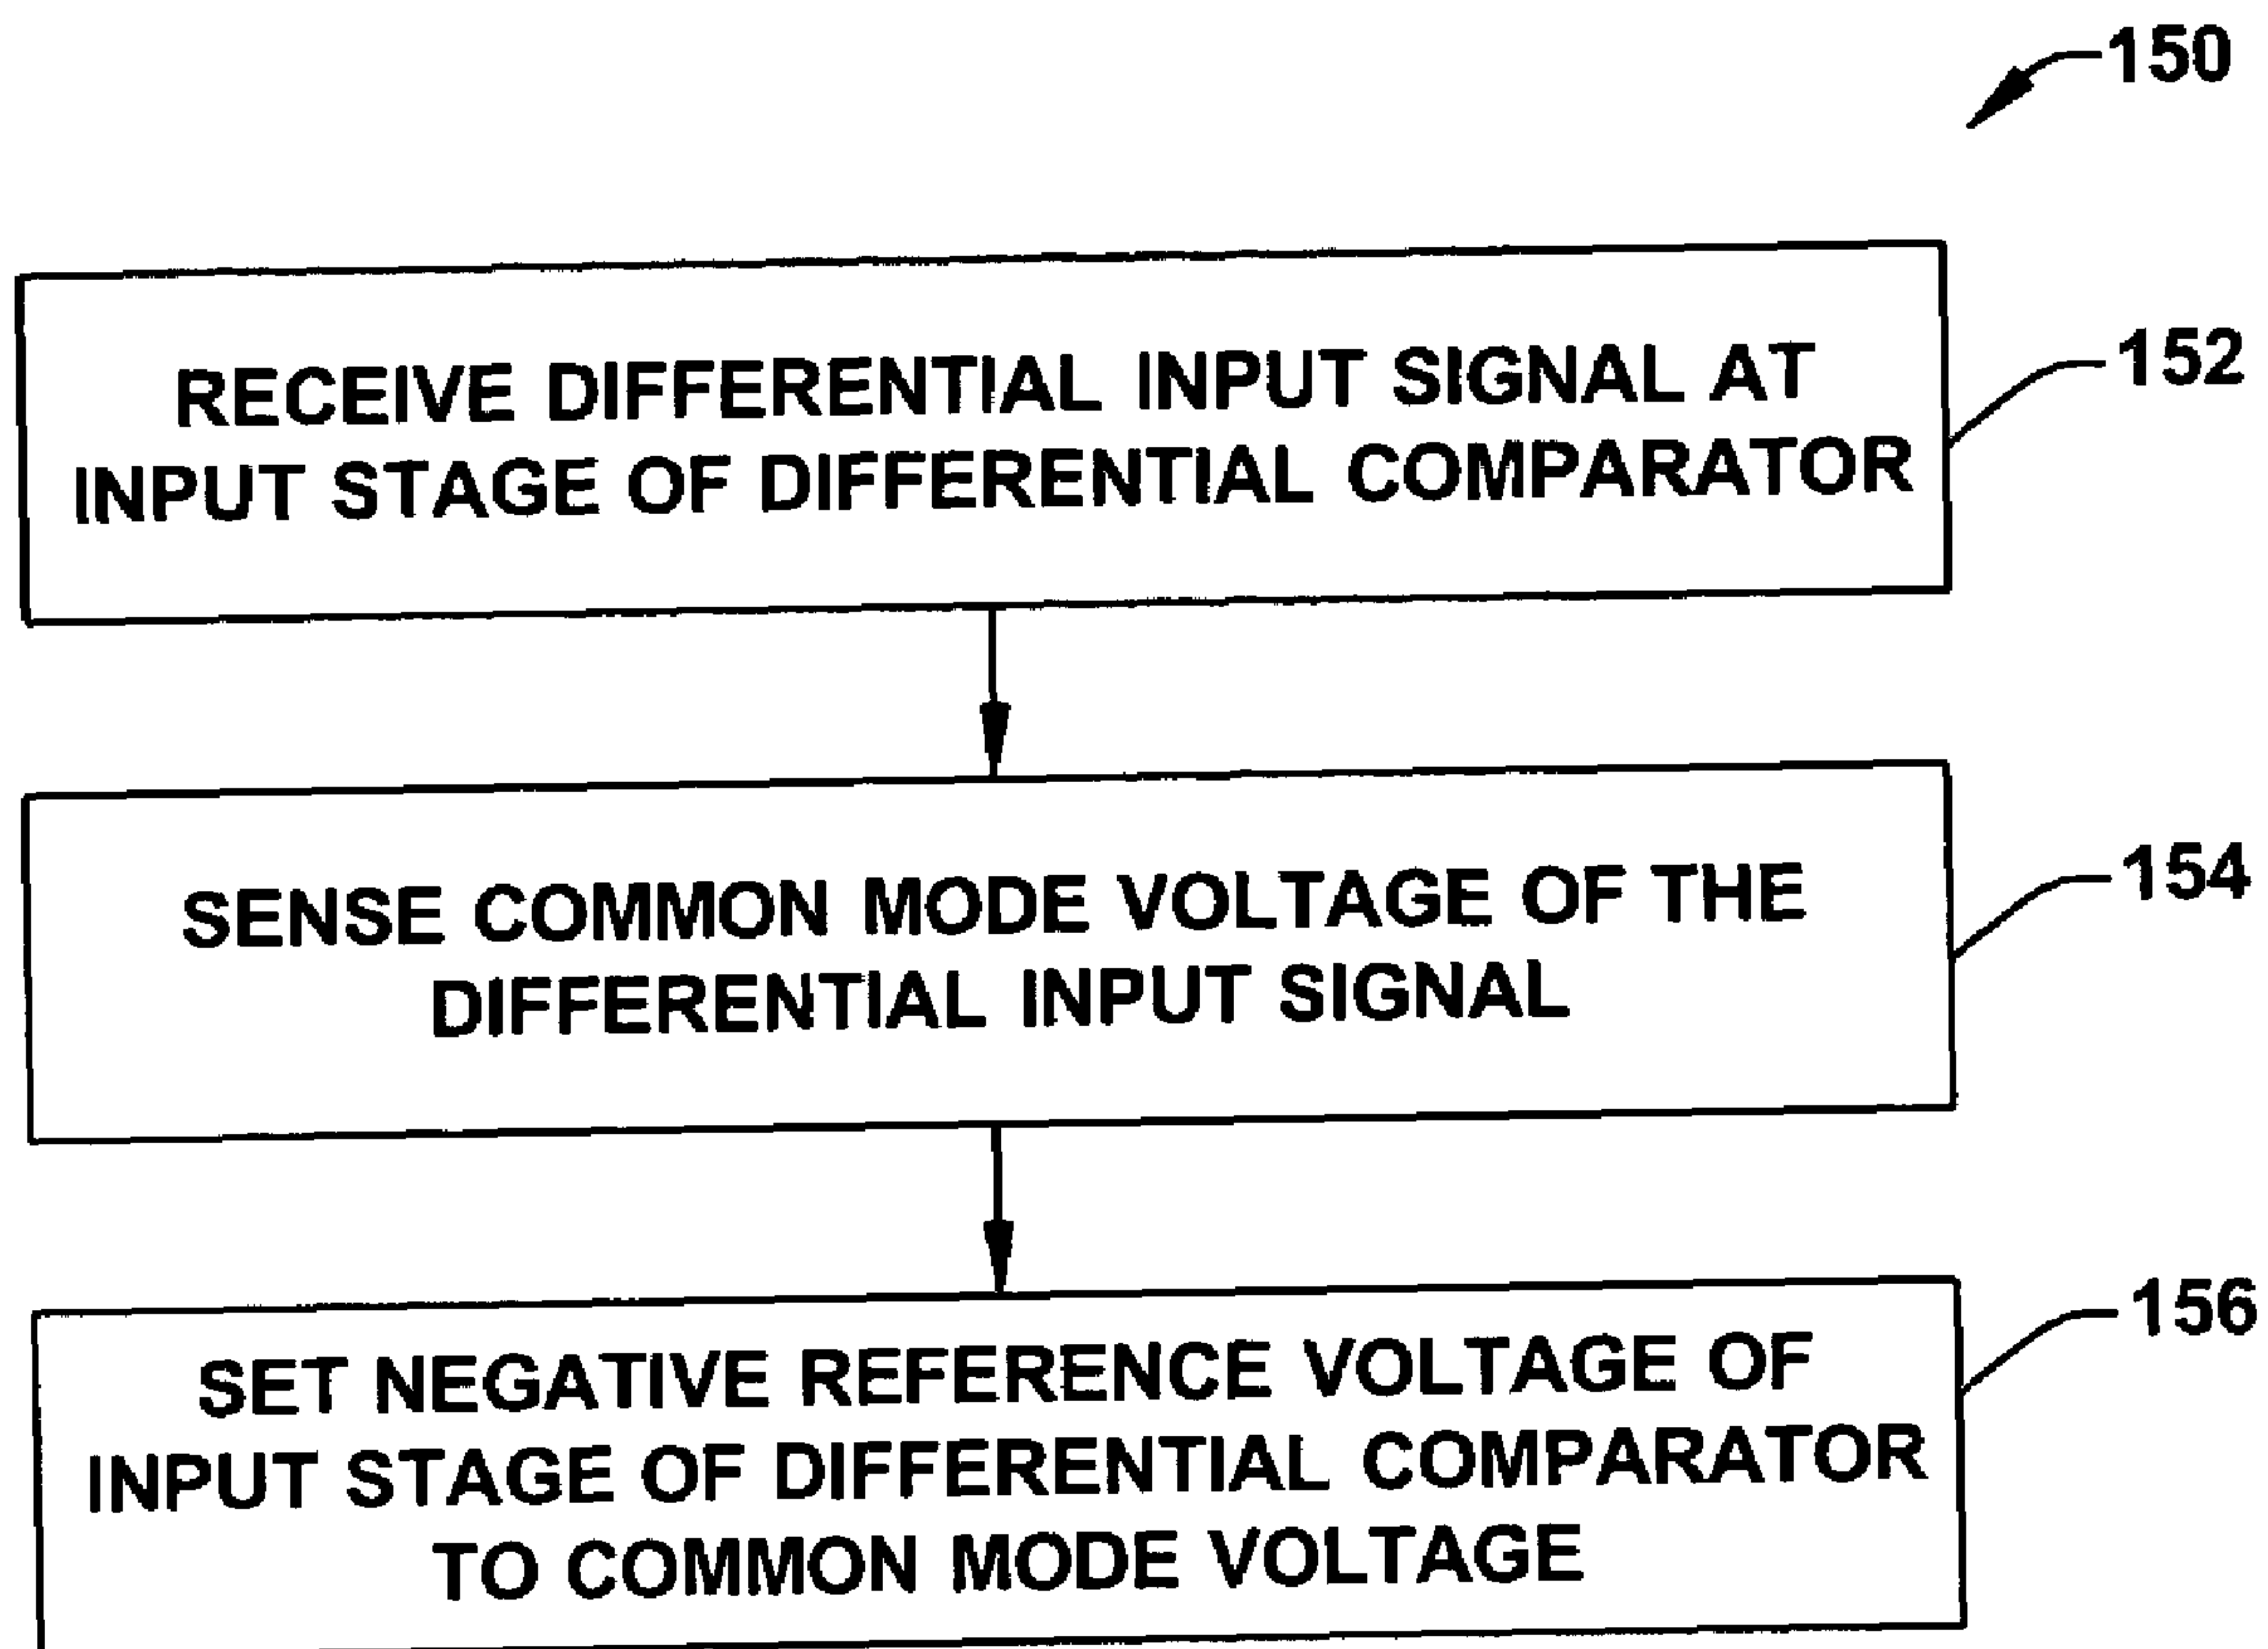 150
RECEIVE DIFFERENTIAL INPUT SIGNAL AT
INPUT STAGE OF DIFFERENTIAL COMPARATOR
152
SENSE COMMON MODE VOLTAGE OF THE
DIFFERENTIAL INPUT SIGNAL
154
SET NEGATIVE REFERENCE VOLTAGE OF
INPUT STAGE OF DIFFERENTIAL COMPARATOR
TO COMMON MODE VOLTAGE
156